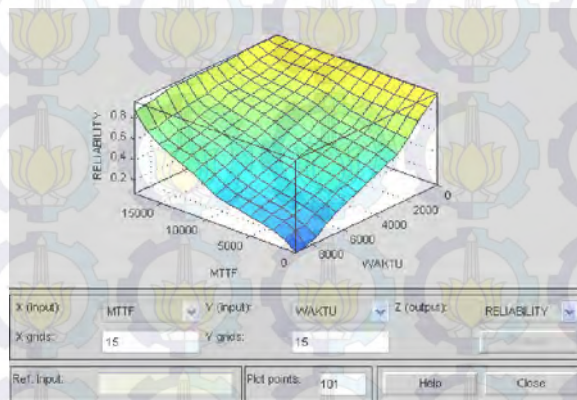 0.8
0.6
0.4
0.2
RELIABILITY
15000
10000
5000
0
MTTF
8000
6000
4000
2000
0
WAKTU
X (input): MTTF Y (input): WAKTU Z (output): RELIABILITY
X grids: 15 Y grids: 15
Ref. Input: Plot points: 101 Help Close